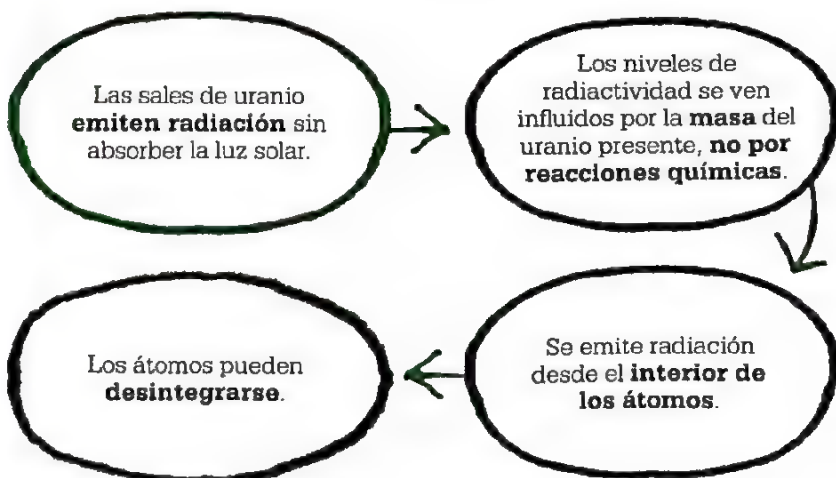 Las sales de uranio
emiten radiación sin
absorber la luz solar.
Los niveles de
radiactividad se ven
influidos por la masa del
uranio presente, no por
reacciones químicas.
Se emite radiación
desde el interior de
los átomos.
Los átomos pueden
desintegrarse.